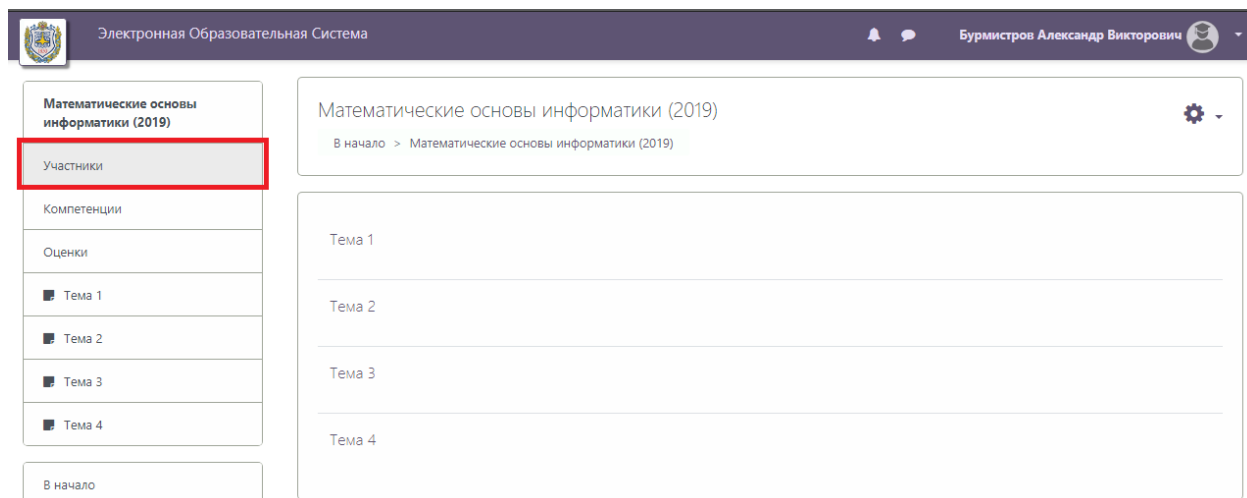 Электронная Образовательная Система
Бурмистров Александр Викторович
Математические основы
информатики (2019)
Участники
Компетенции
Оценки
Тема 1
Тема 2
Тема 3
Тема 4
В начало
Математические основы информатики (2019)
В начало > Математические основы информатики (2019)
Тема 1
Тема 2
Тема 3
Тема 4